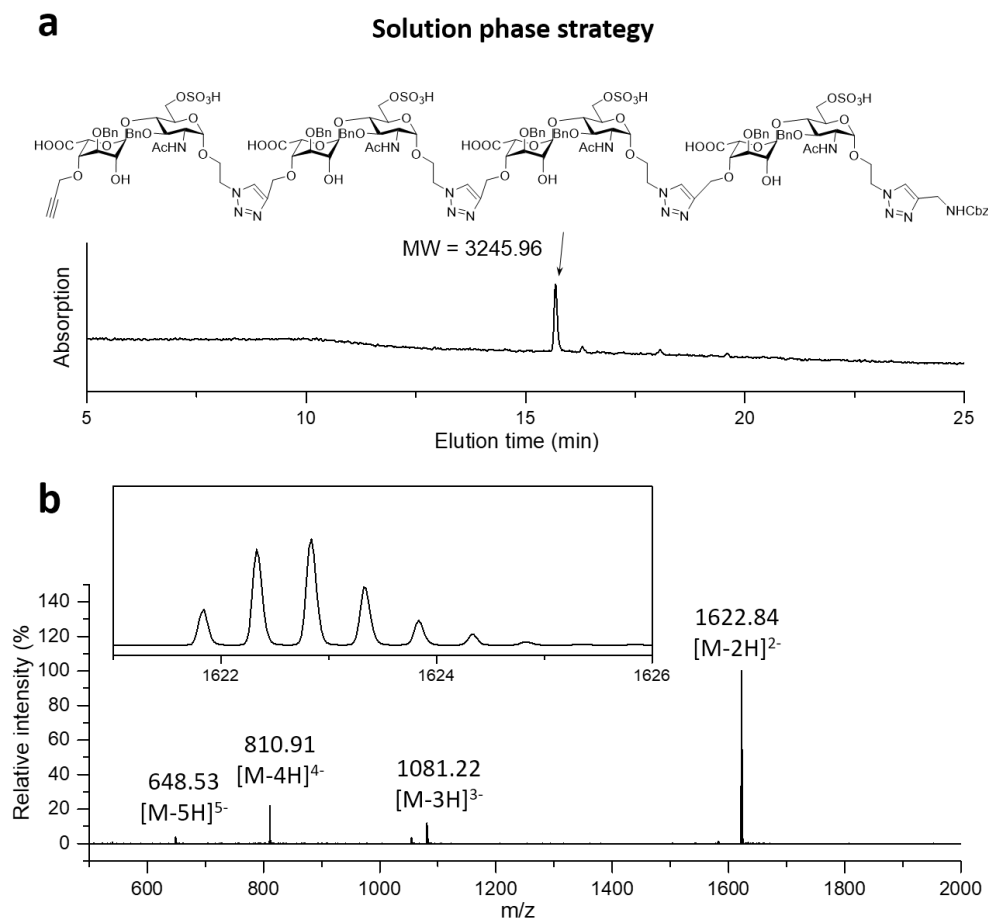 a
Solution phase strategy
OSO3H OSO3H OSO3H OSO3H
OBn OBn OBn OBn
HOOC O O BnO O HOOC O O BnO O HOOC O O BnO O HOOC O O BnO O
AcHN AcHN AcHN AcHN
O OH O O OH O O OH O O OH O
N N=N N N=N N N=N N N=N NHCbz
MW = 3245.96
Absorption
5 10 15 20 25
Elution time (min)
b
1622 1624 1626
Relative intensity (%
140
120
100
80
60
40
20
0
1622.84
[M-2H]2-
810.91
[M-4H]4-
1081.22
[M-3H]3-
648.53
[M-5H]5-
600 800 1000 1200 1400 1600 1800 2000
m/z